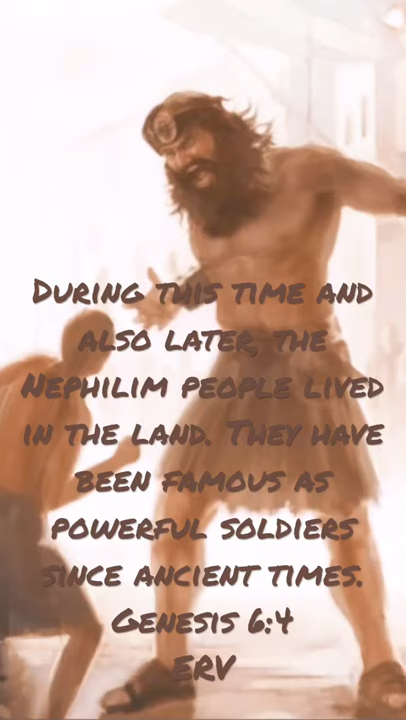 During this time and
also later, the
Nephilim people lived
in the land. They have
been famous as
powerful soldiers
since ancient times.
Genesis 6:4
ERV